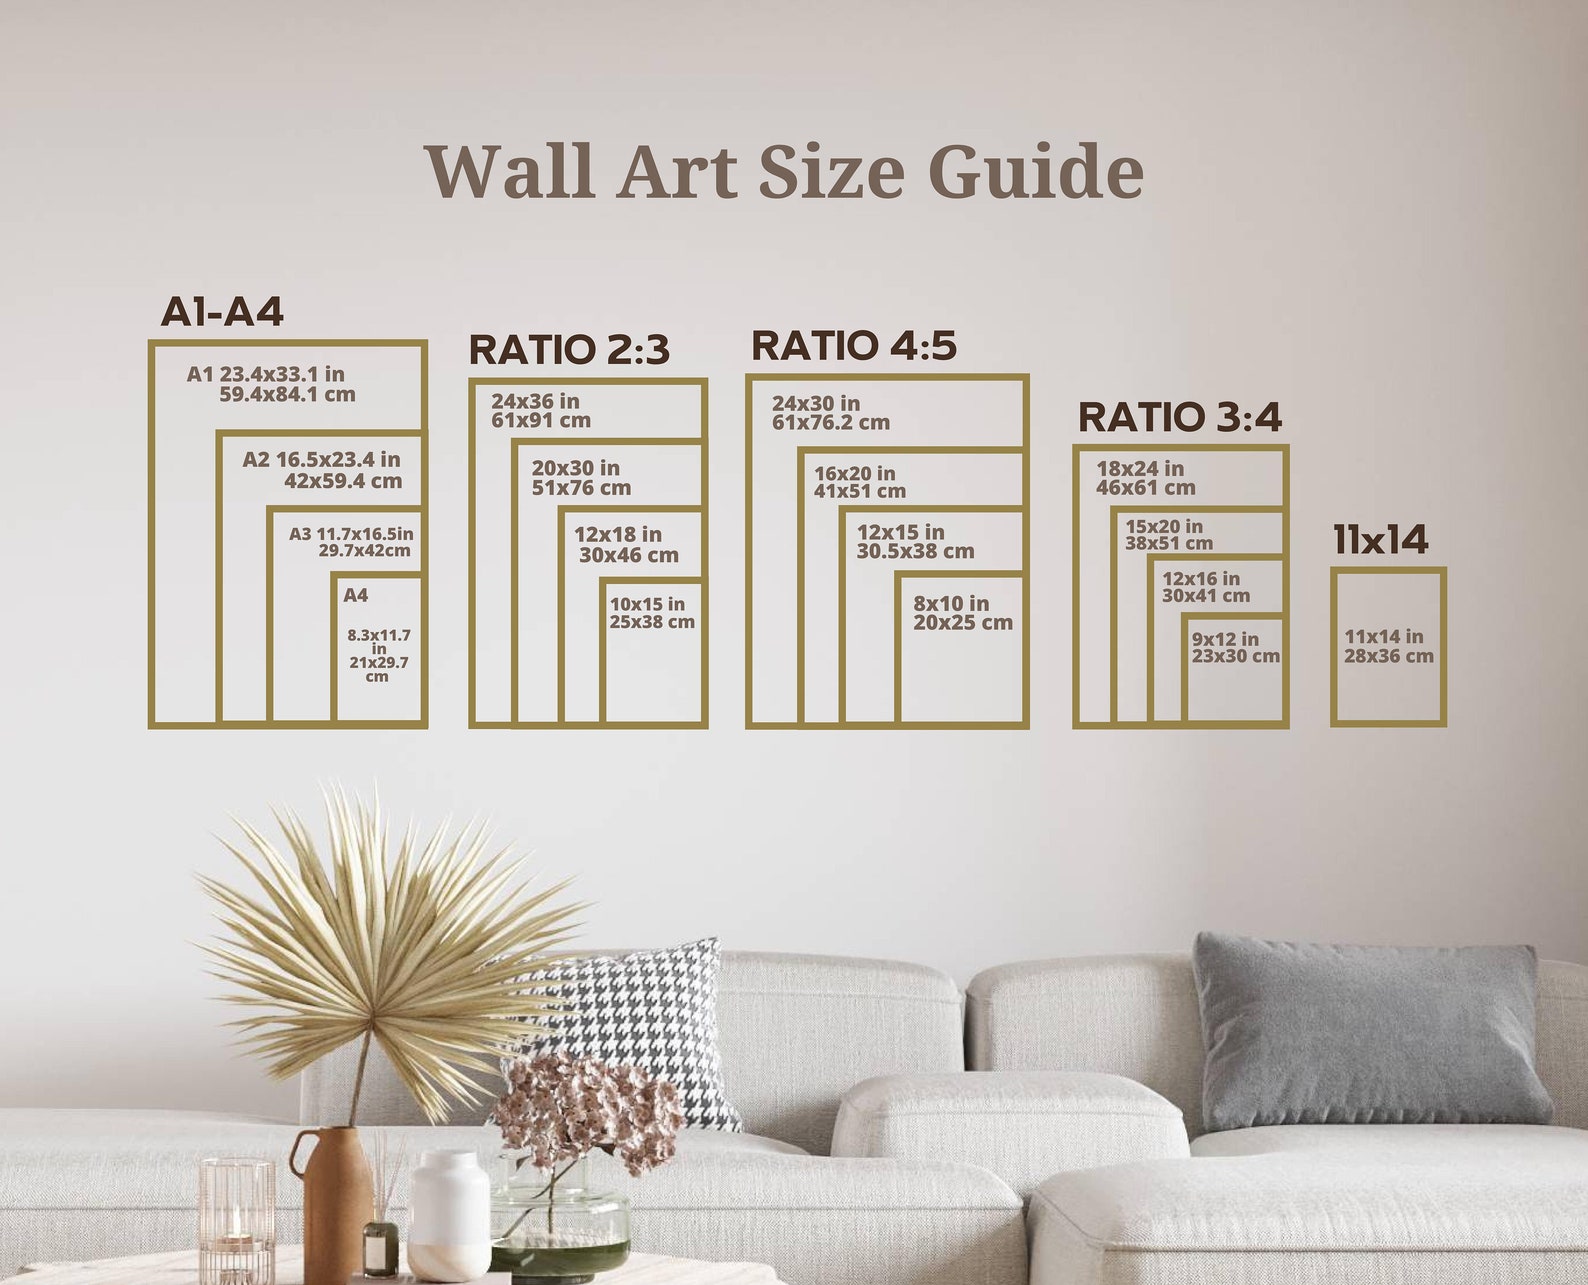 Wall Art Size Guide
A1-A4
A1 23.4x33.1 in
59.4x84.1 cm
A2 16.5x23.4 in
42x59.4 cm
A3 11.7x16.5in
29.7x42cm
A4
8.3x11.7
in
21x29.7
cm
RATIO 2:3
24x36 in
61x91 cm
20x30 in
51x76 cm
12x18 in
30x46 cm
10x15 in
25x38 cm
RATIO 4:5
24x30 in
61x76.2 cm
16x20 in
41x51 cm
12x15 in
30.5x38 cm
8x10 in
20x25 cm
RATIO 3:4
18x24 in
46x61 cm
15x20 in
38x51 cm
12x16 in
30x41 cm
9x12 in
23x30 cm
11x14
11x14 in
28x36 cm